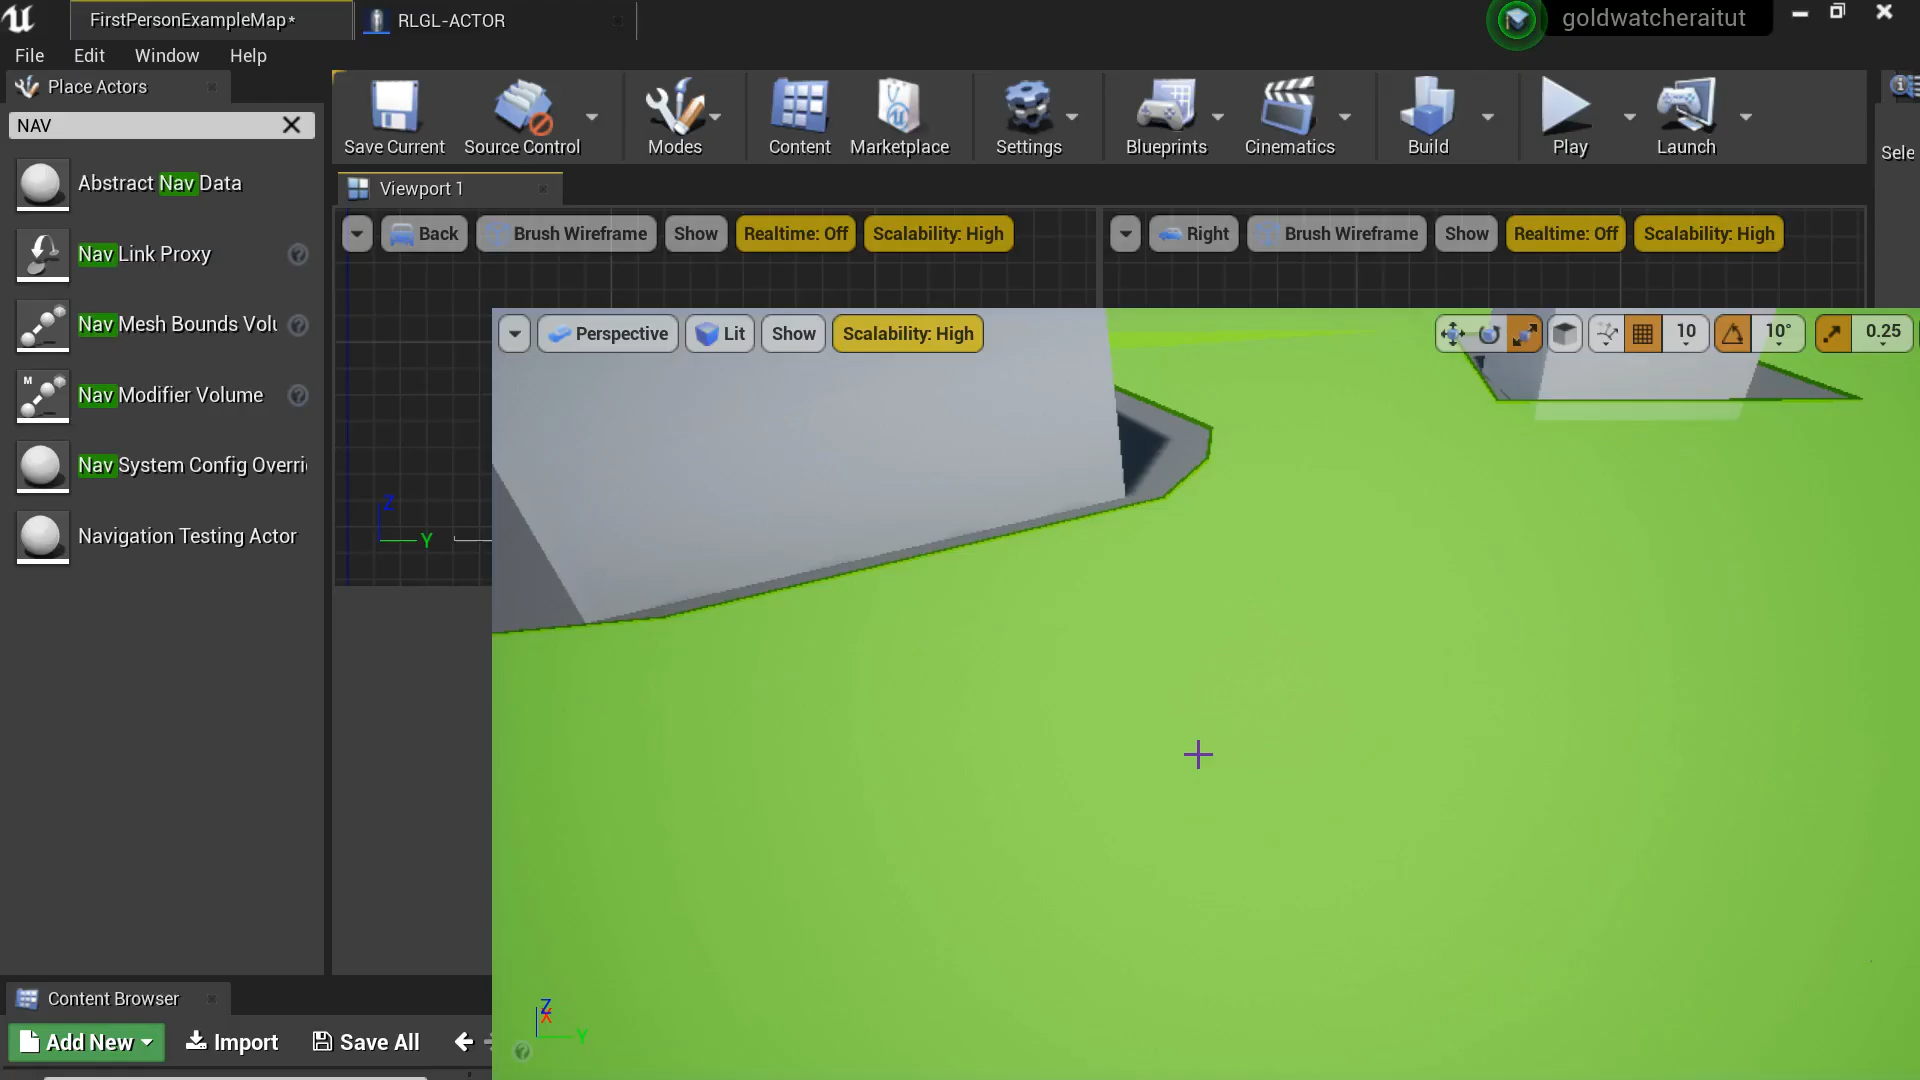 FirstPersonExampleMap*
RLGL-ACTOR
goldwatcheraitut
File
Edit
Window
Help
Place Actors
NAV
Abstract Nav Data
Nav Link Proxy
Nav Mesh Bounds Volu
Nav Modifier Volume
Nav System Config Overri
Navigation Testing Actor
Save Current
Source Control
Modes
Content
Marketplace
Settings
Blueprints
Cinematics
Build
Play
Launch
Sele
Viewport 1
Back
Brush Wireframe
Show
Realtime: Off
Scalability: High
Right
Brush Wireframe
Show
Realtime: Off
Scalability: High
Perspective
Lit
Show
Scalability: High
10
10°
0.25
Z
Y
Z
X
Y
Content Browser
Add New
Import
Save All